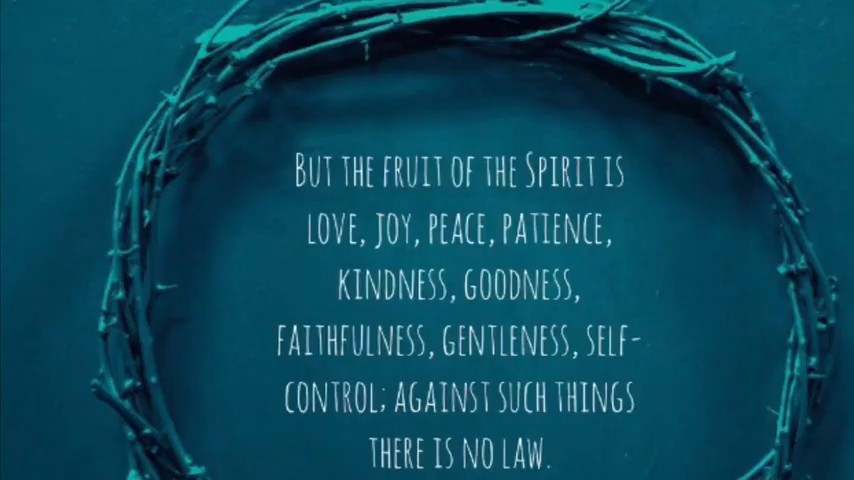 But the fruit of the Spirit is
love, joy, peace, patience,
kindness, goodness,
faithfulness, gentleness, self-
control; against such things
there is no law.